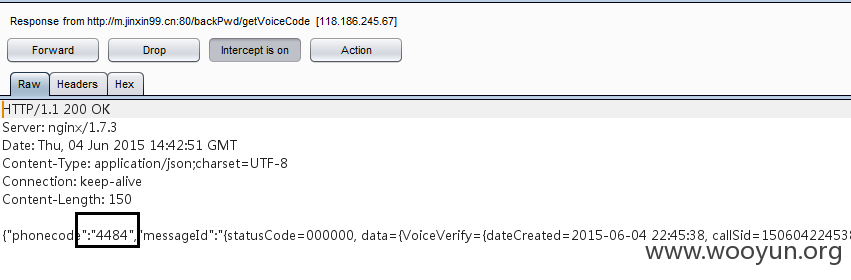 Response from http://m.jinxin99.cn:80/backPwd/getVoiceCode [118.186.245.67]
Forward Drop Intercept is on Action
Raw Headers Hex
HTTP/1.1 200 OK
Server: nginx/1.7.3
Date: Thu, 04 Jun 2015 14:42:51 GMT
Content-Type: application/json;charset=UTF-8
Connection: keep-alive
Content-Length: 150
{"phonecode":"4484","messageId":"{statusCode=000000, data={VoiceVerify={dateCreated=2015-06-04 22:45:38, callSid=150604224538
www.wooyun.org